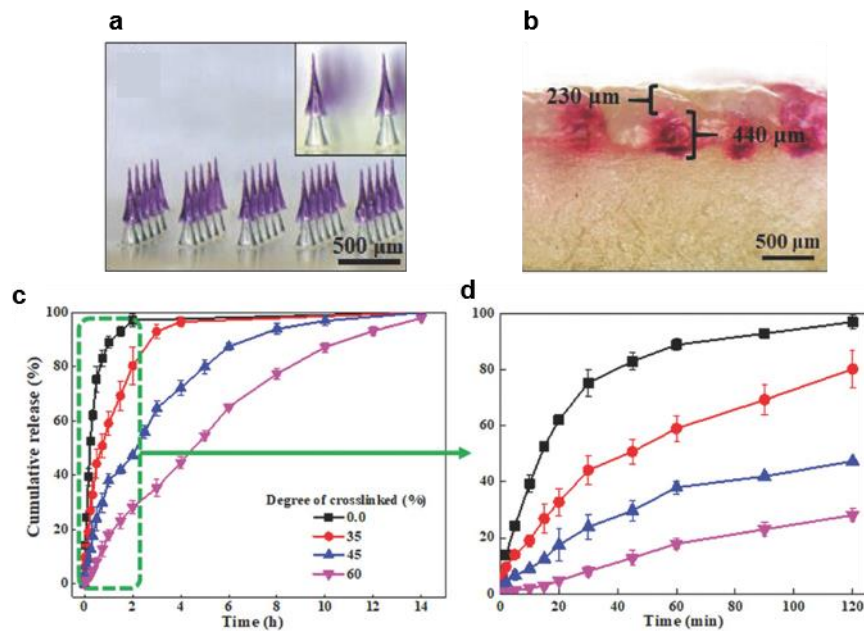 a
500 µm
b
230 µm
440 µm
500 µm
c
Cumulative release (%)
100
80
60
40
20
0
Degree of crosslinked (%)
0.0
35
45
60
0 2 4 6 8 10 12 14
Time (h)
d
100
80
60
40
20
0
0 20 40 60 80 100 120
Time (min)